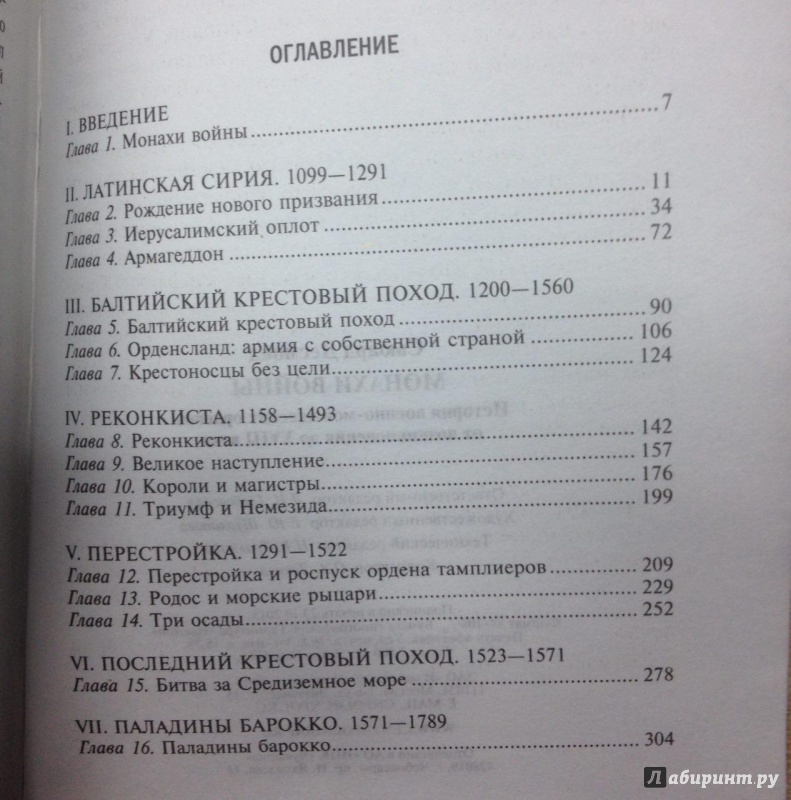 ОГЛАВЛЕНИЕ
I. ВВЕДЕНИЕ
Глава 1. Монахи войны ..... 7
II. ЛАТИНСКАЯ СИРИЯ. 1099—1291
Глава 2. Рождение нового призвания ..... 11
Глава 3. Иерусалимский оплот ..... 34
Глава 4. Армагеддон ..... 72
III. БАЛТИЙСКИЙ КРЕСТОВЫЙ ПОХОД. 1200—1560
Глава 5. Балтийский крестовый поход ..... 90
Глава 6. Орденсланд: армия с собственной страной ..... 106
Глава 7. Крестоносцы без цели ..... 124
IV. РЕКОНКИСТА. 1158—1493
Глава 8. Реконкиста ..... 142
Глава 9. Великое наступление ..... 157
Глава 10. Короли и магистры ..... 176
Глава 11. Триумф и Немезида ..... 199
V. ПЕРЕСТРОЙКА. 1291—1522
Глава 12. Перестройка и роспуск ордена тамплиеров ..... 209
Глава 13. Родос и морские рыцари ..... 229
Глава 14. Три осады ..... 252
VI. ПОСЛЕДНИЙ КРЕСТОВЫЙ ПОХОД. 1523—1571
Глава 15. Битва за Средиземное море ..... 278
VII. ПАЛАДИНЫ БАРОККО. 1571—1789
Глава 16. Паладины барокко ..... 304
Лабиринт.ру